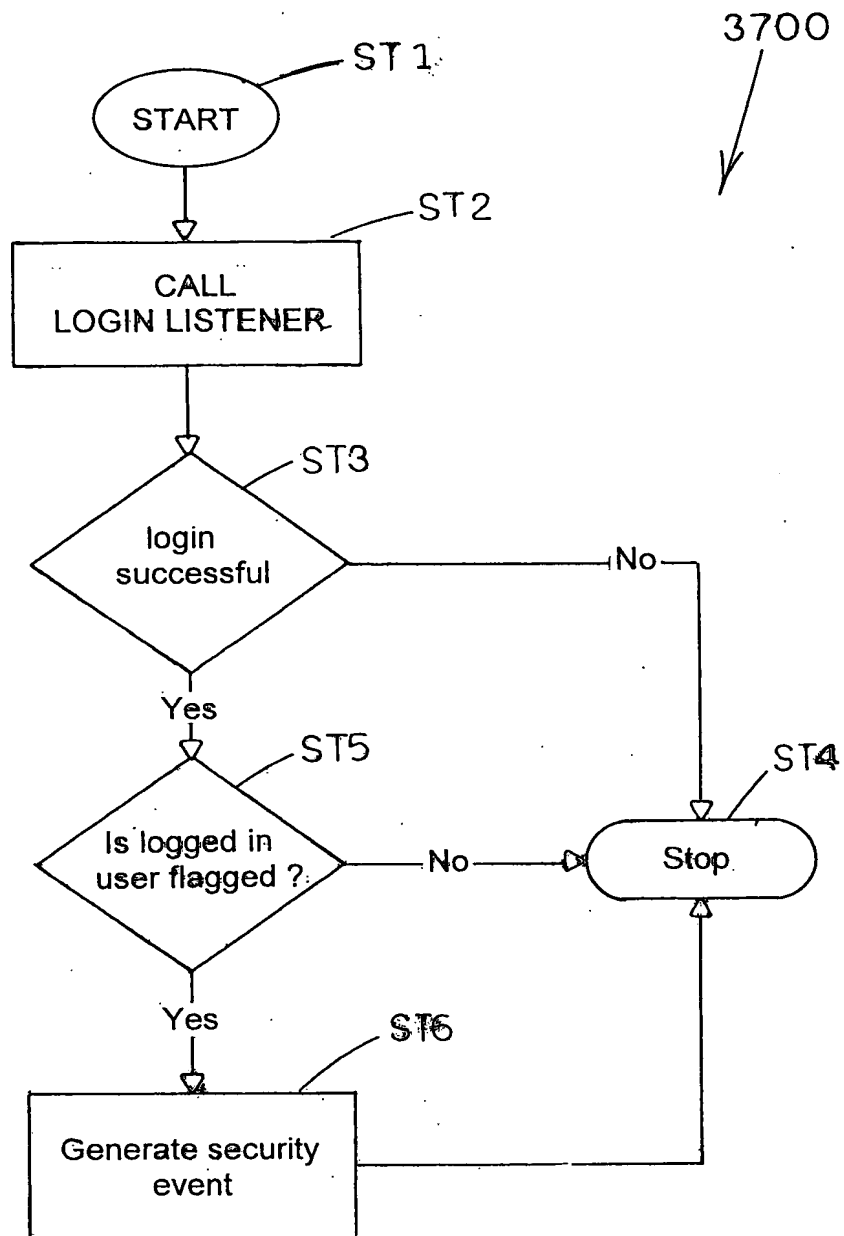 3700
ST1
START
ST2
CALL
LOGIN LISTENER
ST3
login
successful
No
Yes
ST5
ST4
Is logged in
user flagged ?
No
Stop
Yes
ST6
Generate security
event